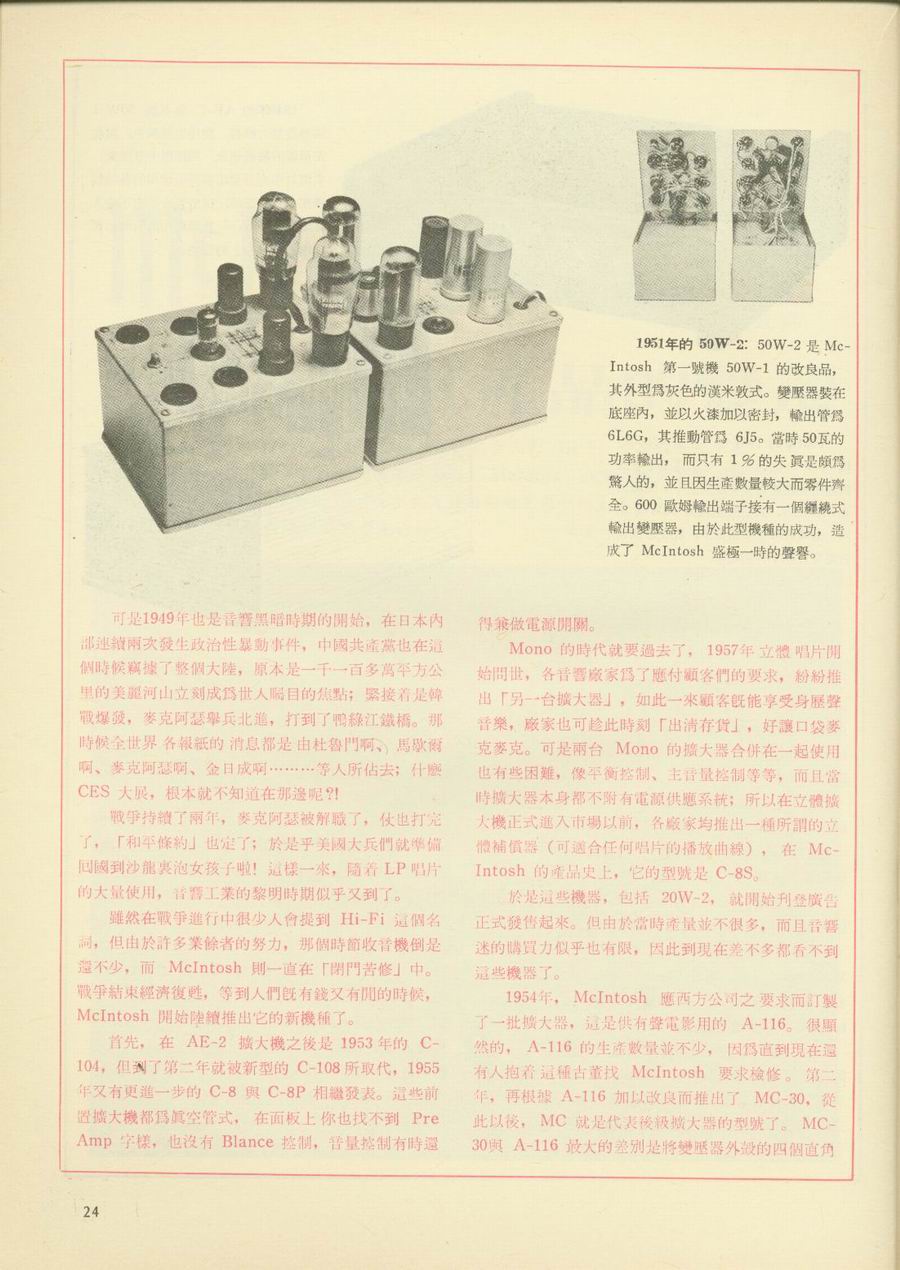 1951年的 50W-2: 50W-2 是 Mc-
Intosh 第一號機 50W-1 的改良品,
其外型爲灰色的漢米敦式。變壓器裝在
底座內，並以火漆加以密封，輸出管爲
6L6G，其推動管爲 6J5。當時50瓦的
功率輸出，而只有 1％的失眞是頗爲
驚人的，並且因生產數量較大而零件齊
全。600 歐姆輸出端子接有一個纏繞式
輸出變壓器，由於此型機種的成功，造
成了 McIntosh 盛極一時的聲譽。
可是1949年也是音響黑暗時期的開始，在日本內
部連續兩次發生政治性暴動事件，中國共產黨也在這
個時候竊據了整個大陸，原本是一千一百多萬平方公
里的美麗河山立刻成爲世人矚目的焦點；緊接着是韓
戰爆發，麥克阿瑟舉兵北進，打到了鴨綠江鐵橋。那
時候全世界各報紙的消息都是由杜魯門啊、馬歇爾
啊、麥克阿瑟啊、金日成啊………等人所佔去；什麼
CES 大展，根本就不知道在那邊呢?!
戰爭持續了兩年，麥克阿瑟被解職了，仗也打完
了，「和平條約」也定了；於是乎美國大兵們就準備
回國到沙龍裏泡女孩子啦！這樣一來，隨着 LP 唱片
的大量使用，音響工業的黎明時期似乎又到了。
雖然在戰爭進行中很少人會提到 Hi-Fi 這個名
詞，但由於許多業餘者的努力，那個時節收音機倒是
還不少，而 McIntosh 則一直在「閉門苦修」中。
戰爭結束經濟復甦，等到人們旣有錢又有閒的時候，
McIntosh 開始陸續推出它的新機種了。
首先，在 AE-2 擴大機之後是 1953 年的 C-
104，但到了第二年就被新型的 C-108 所取代，1955
年又有更進一步的 C-8 與 C-8P 相繼發表。這些前
置擴大機都爲眞空管式，在面板上你也找不到 Pre
Amp 字樣，也沒有 Blance 控制，音量控制有時還
得兼做電源開關。
Mono 的時代就要過去了，1957年立體唱片開
始問世，各音響廠家爲了應付顧客們的要求，紛紛推
出「另一台擴大器」，如此一來顧客旣能享受身歷聲
音樂，廠家也可趁此時刻「出清存貨」，好讓口袋麥
克麥克。可是兩台 Mono 的擴大器合併在一起使用
也有些困難，像平衡控制、主音量控制等等，而且當
時擴大器本身都不附有電源供應系統；所以在立體擴
大機正式進入市場以前，各廠家均推出一種所謂的立
體補償器（可適合任何唱片的播放曲線），在 Mc-
Intosh 的產品史上，它的型號是 C-8S。
於是這些機器，包括 20W-2，就開始刋登廣告
正式發售起來。但由於當時產量並不很多，而且音響
迷的購買力似乎也有限，因此到現在差不多都看不到
這些機器了。
1954年，McIntosh 應西方公司之要求而訂製
了一批擴大器，這是供有聲電影用的 A-116。很顯
然的，A-116 的生產數量並不少，因爲直到現在還
有人抱着這種古董找 McIntosh 要求檢修。第二
年，再根據 A-116 加以改良而推出了 MC-30，從
此以後，MC 就是代表後級擴大器的型號了。MC-
30與 A-116 最大的差別是將變壓器外殼的四個直角
24